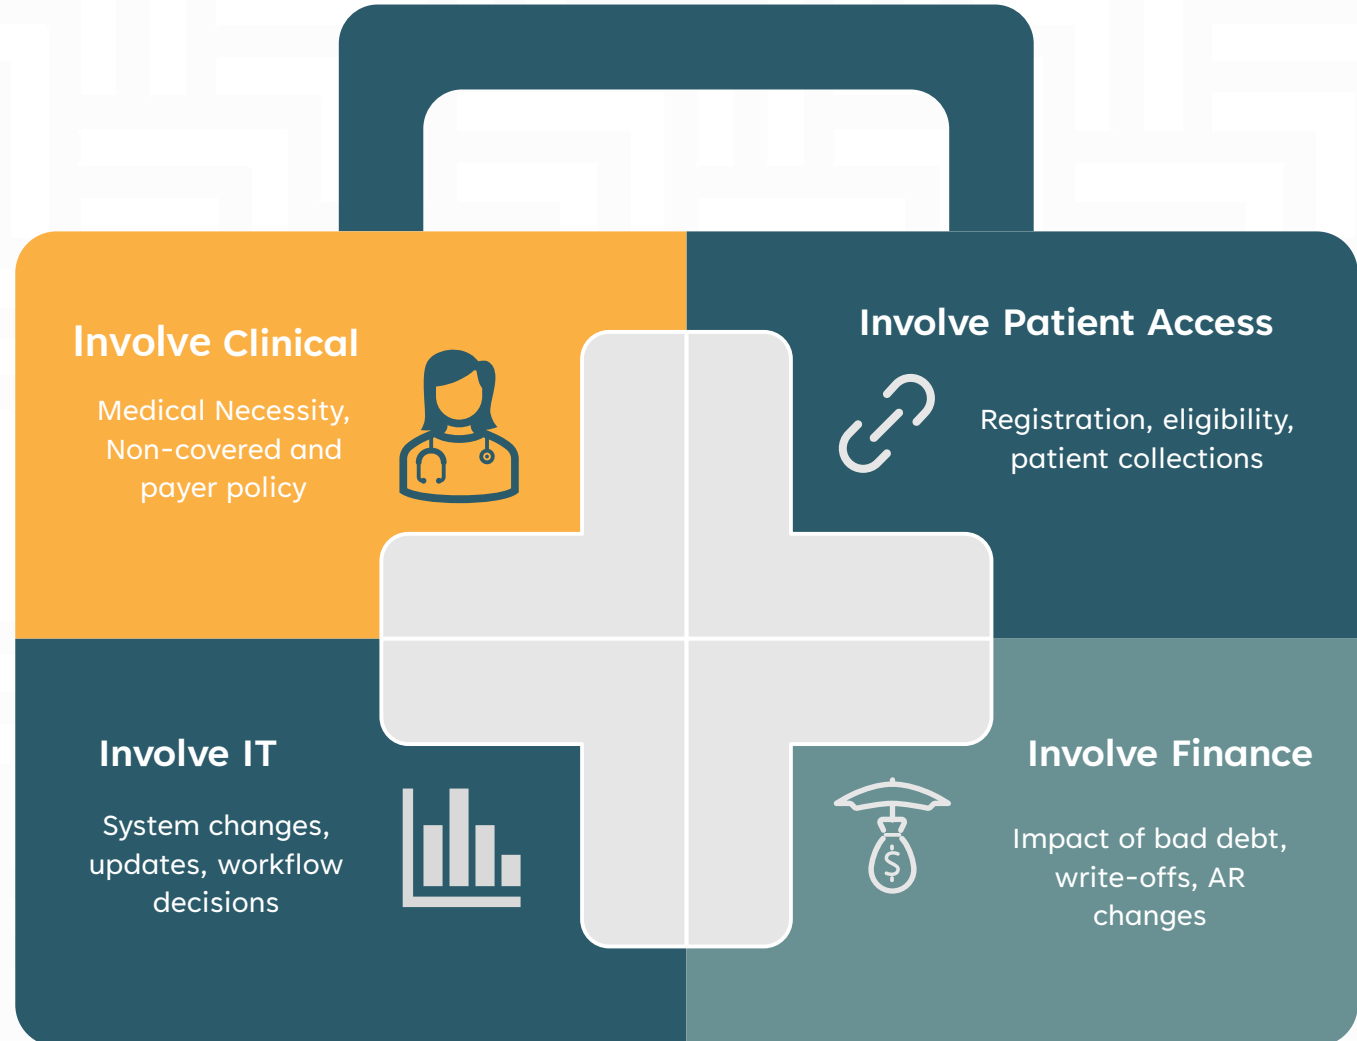 Involve Clinical
Medical Necessity,
Non-covered and
payer policy
Involve Patient Access
Registration, eligibility,
patient collections
Involve IT
System changes,
updates, workflow
decisions
Involve Finance
$
Impact of bad debt,
write-offs, AR
changes